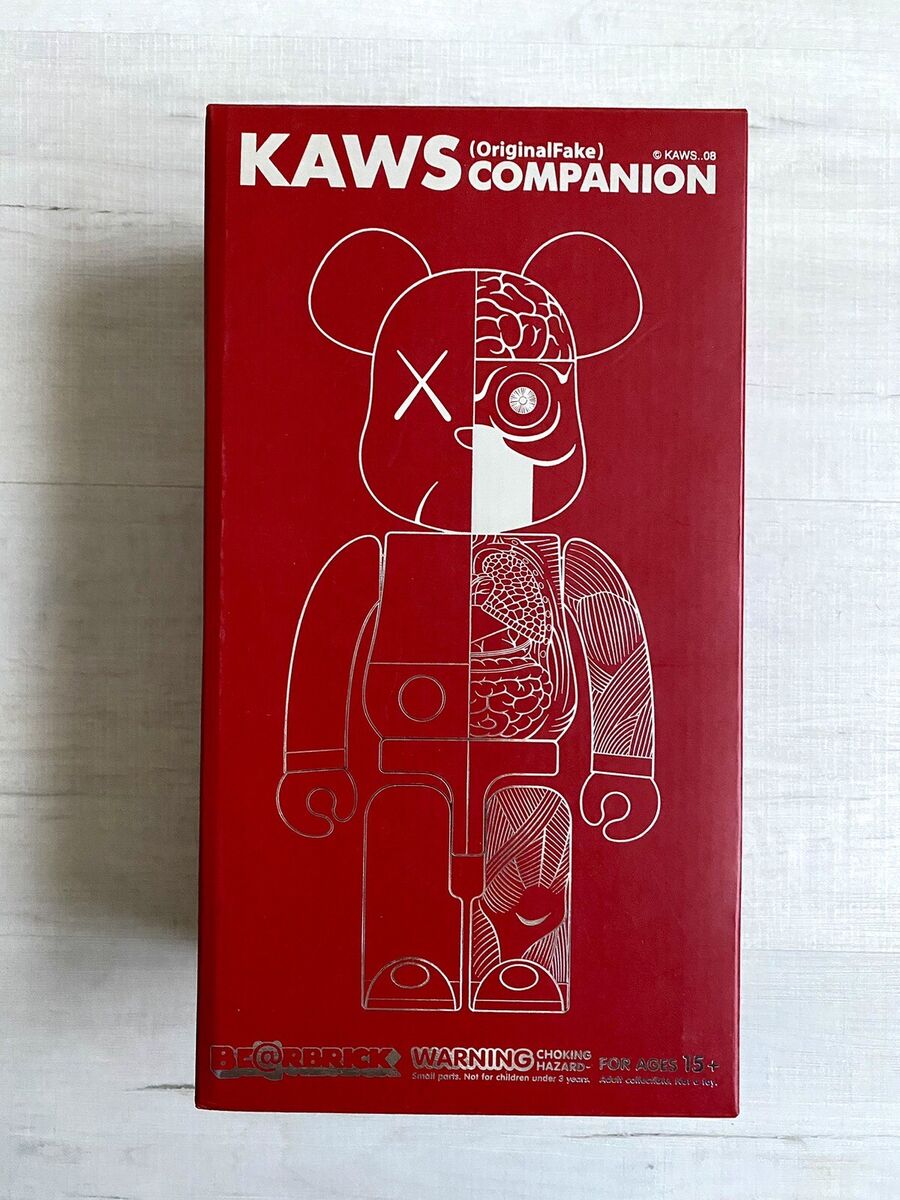 KAWS (OriginalFake) © KAWS..08
COMPANION
BE@RBRICK WARNING CHOKING HAZARD- FOR AGES 15+
Small parts. Not for children under 3 years. Adult collectible. Not a toy.